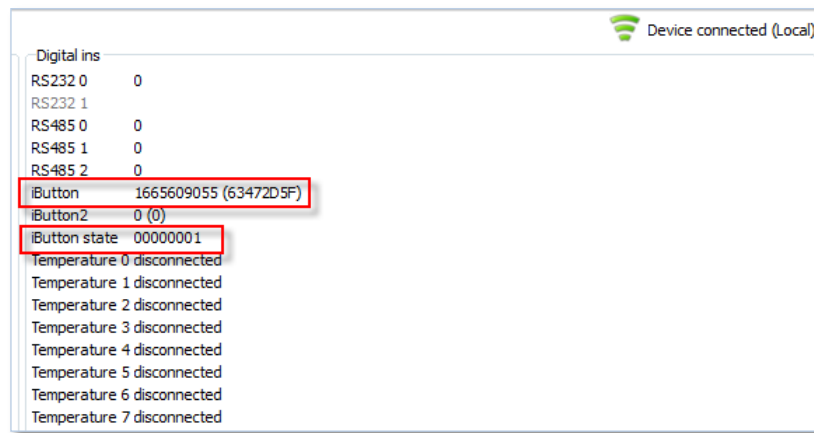 Device connected (Local)
Digital ins
RS232 0 0
RS232 1
RS485 0 0
RS485 1 0
RS485 2 0
iButton 1665609055 (63472D5F)
iButton2 0 (0)
iButton state 00000001
Temperature 0 disconnected
Temperature 1 disconnected
Temperature 2 disconnected
Temperature 3 disconnected
Temperature 4 disconnected
Temperature 5 disconnected
Temperature 6 disconnected
Temperature 7 disconnected